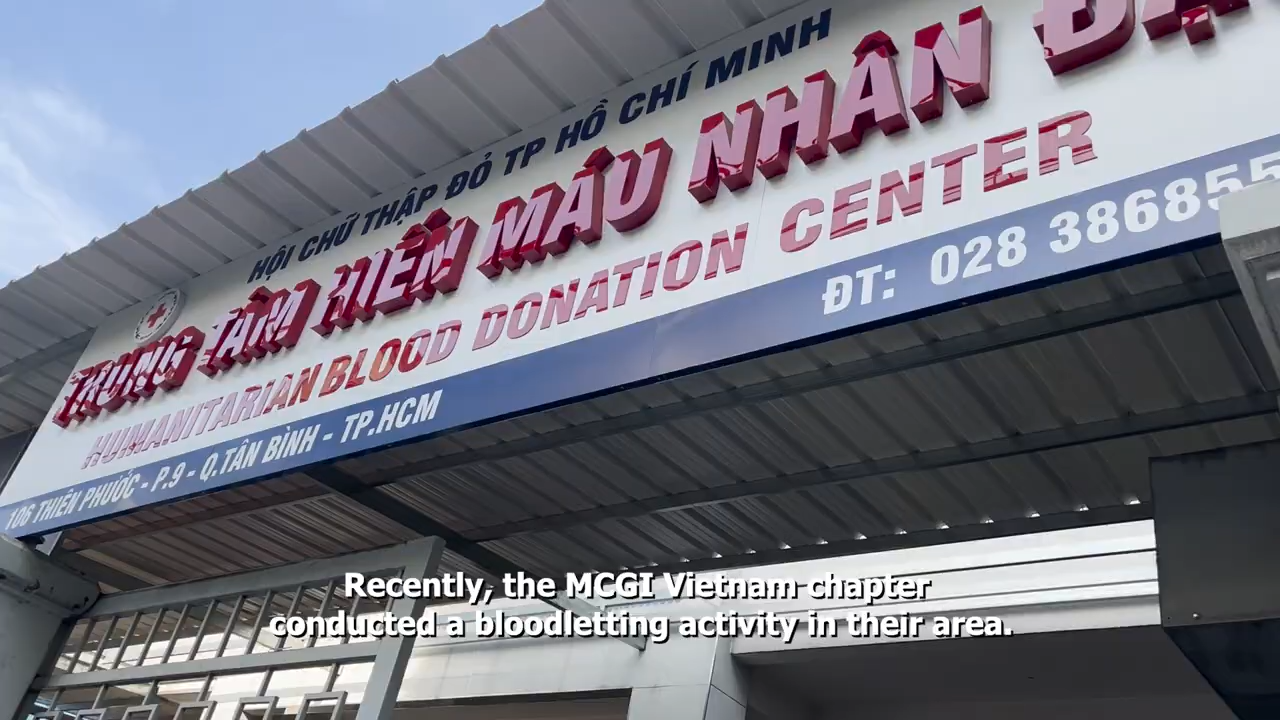 HỘI CHỮ THẬP ĐỎ TP HỒ CHÍ MINH
TRUNG TÂM HIẾN MÁU NHÂN ĐẠ
HUMANITARIAN BLOOD DONATION CENTER
106 THIÊN PHƯỚC - P.9 - Q.TÂN BÌNH - TP.HCM
ĐT: 028 386855
Recently, the MCGI Vietnam chapter
conducted a bloodletting activity in their area.